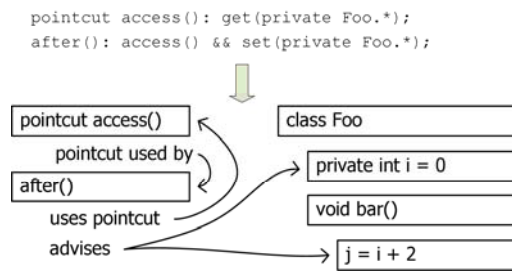 pointcut access(): get(private Foo.*);
after(): access() && set(private Foo.*);
pointcut access()
class Foo
pointcut used by
private int i = 0
after()
void bar()
uses pointcut
advises
j = i + 2